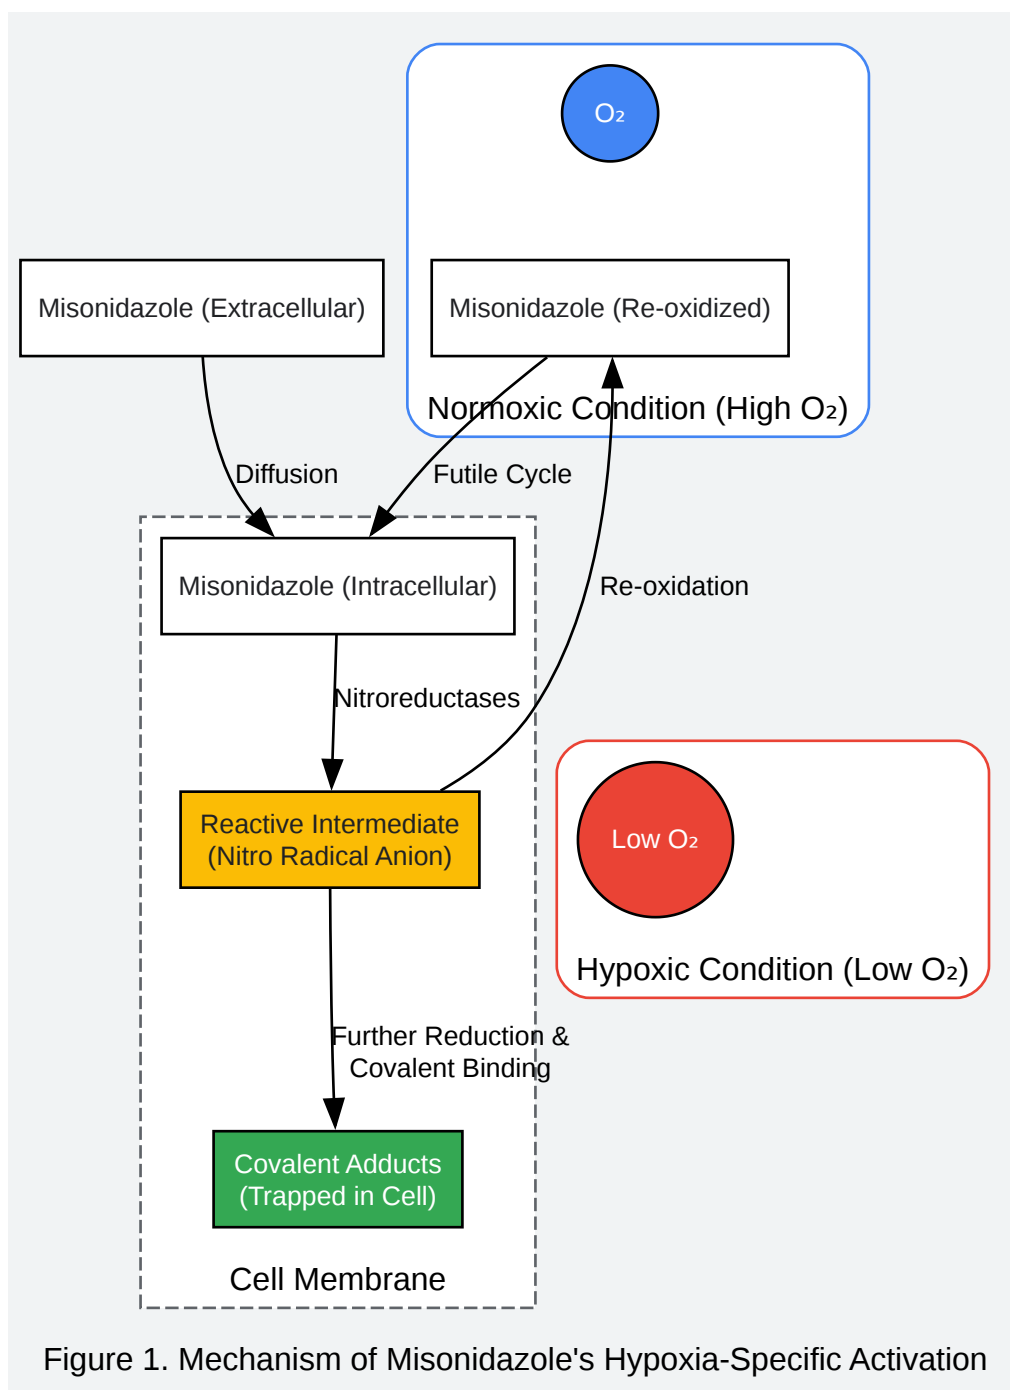 O₂
Misonidazole (Extracellular)
Misonidazole (Re-oxidized)
Normoxic Condition (High O₂)
Diffusion
Futile Cycle
Misonidazole (Intracellular)
Re-oxidation
Nitroreductases
Reactive Intermediate
(Nitro Radical Anion)
Low O₂
Hypoxic Condition (Low O₂)
Further Reduction &
Covalent Binding
Covalent Adducts
(Trapped in Cell)
Cell Membrane
Figure 1. Mechanism of Misonidazole's Hypoxia-Specific Activation